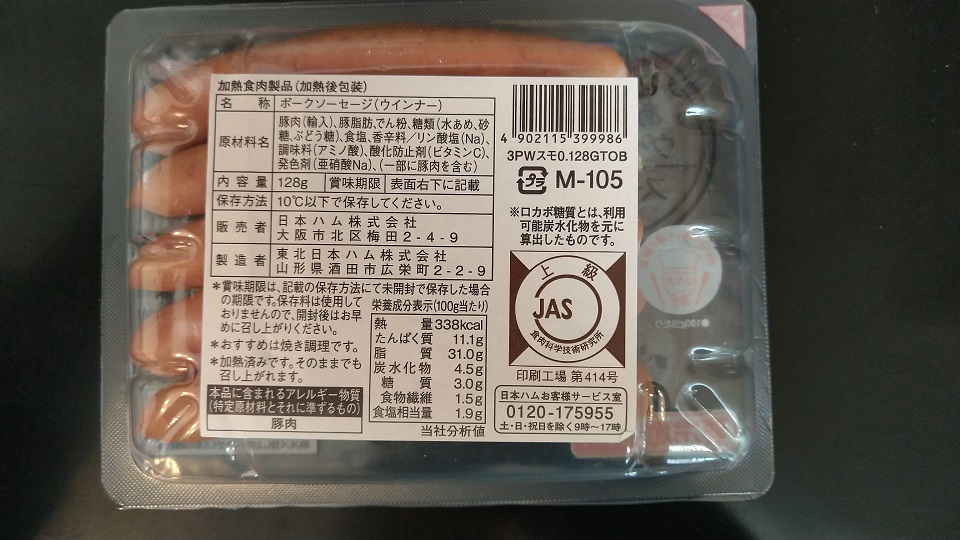 加熱食肉製品(加熱後包装)
名称 ポークソーセージ(ウインナー)
原材料名 豚肉(輸入)、豚脂肪、でん粉、糖類(水あめ、砂
糖、ぶどう糖)、食塩、香辛料/リン酸塩(Na)、
調味料(アミノ酸)、酸化防止剤(ビタミンC)、
発色剤(亜硝酸Na)、(一部に豚肉を含む)
内容量 128g 賞味期限 表面右下に記載
保存方法 10℃以下で保存してください。
販売者 日本ハム株式会社
大阪市北区梅田2-4-9
製造者 東北日本ハム株式会社
山形県酒田市広栄町2-2-9
*賞味期限は、記載の保存方法にて未開封で保存した場合
の期限です。保存料は使用して
おりませんので、開封後はお早
めに召し上がりください。
*おすすめは焼き調理です。
*加熱済みです。そのままでも
召し上がれます。
本品に含まれるアレルギー物質
(特定原材料とそれに準ずるもの)
豚肉
栄養成分表示(100g当たり)
熱量 338kcal
たんぱく質 11.1g
脂質 31.0g
炭水化物 4.5g
糖質 3.0g
食物繊維 1.5g
食塩相当量 1.9g
当社分析値
4 902115 399986
3PWスモ0.128GTOB
プラ M-105
※ロカボ糖質とは、利用
可能炭水化物を元に
算出したものです。
上級
JAS
食肉科学技術研究所
印刷工場 第414号
日本ハムお客様サービス室
0120-175955
土・日・祝日を除く9時~17時